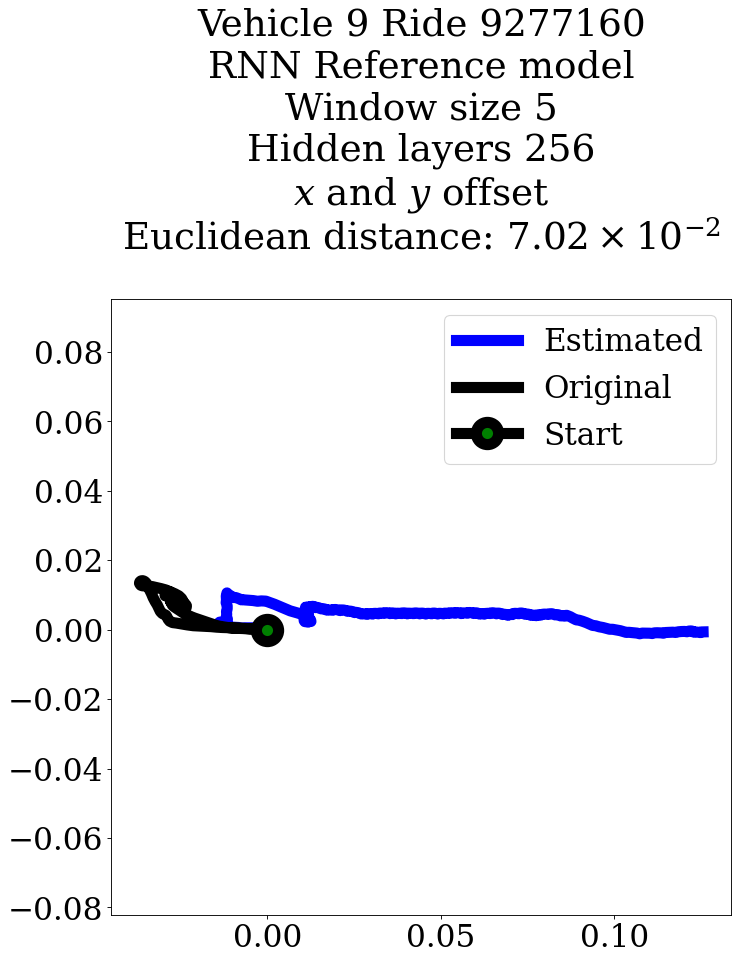 Vehicle 9 Ride 9277160
RNN Reference model
Window size 5
Hidden layers 256
x and y offset
Euclidean distance: 7.02 × 10⁻²
Estimated
Original
Start
0.08
0.06
0.04
0.02
0.00
−0.02
−0.04
−0.06
−0.08
0.00 0.05 0.10